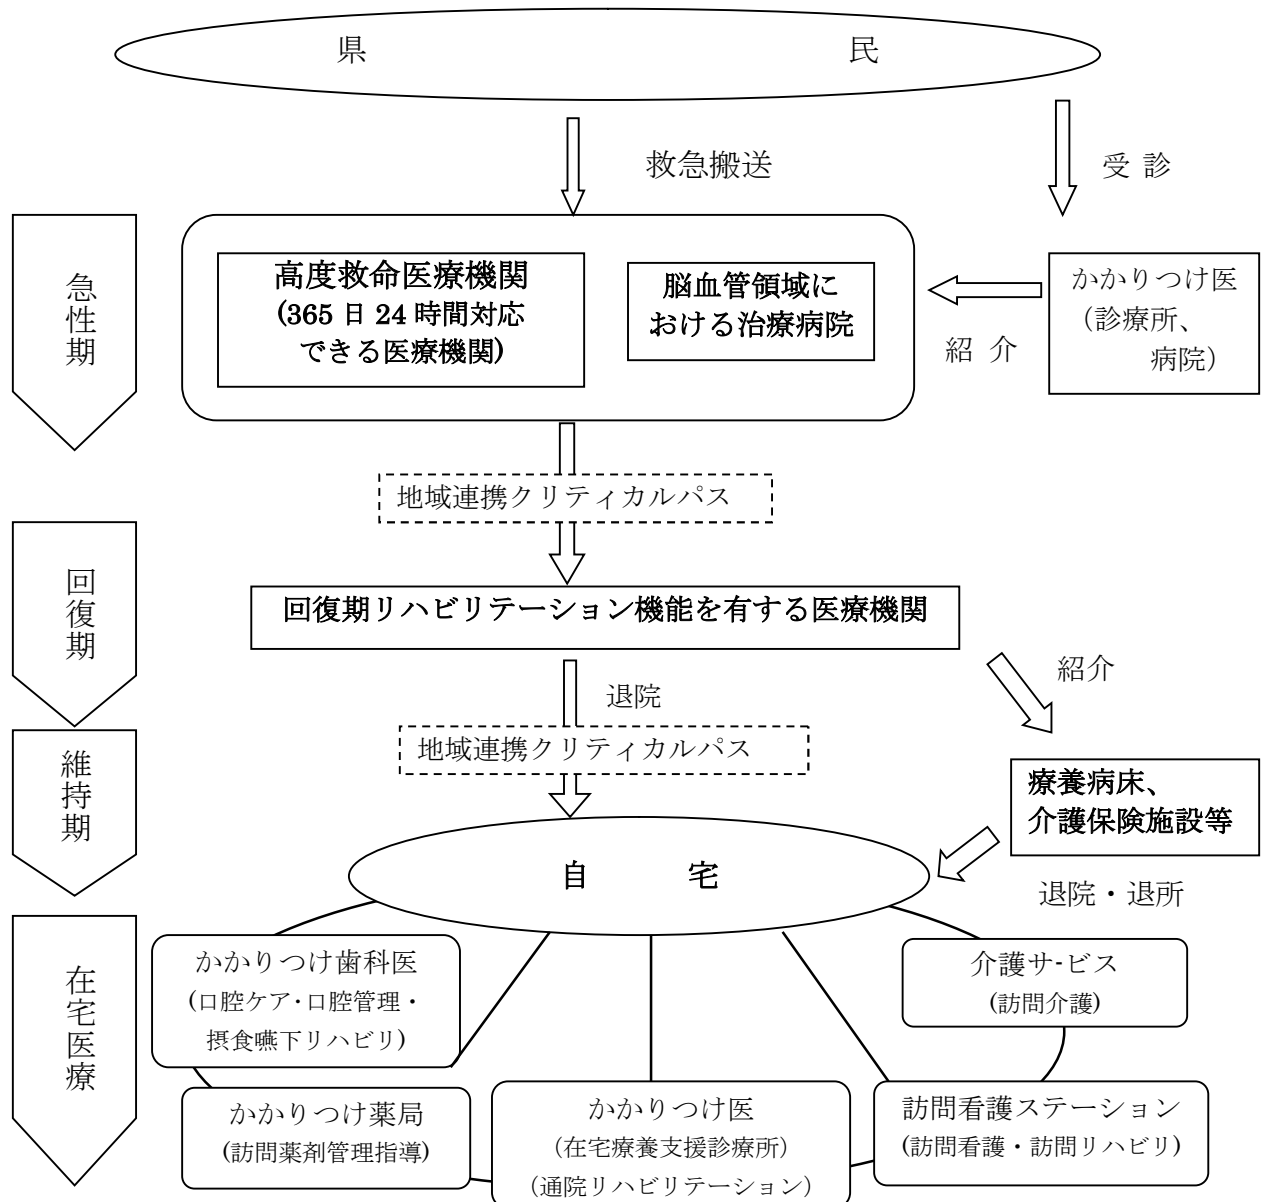 県　民
救急搬送
受 診
急性期
高度救命医療機関
(365 日 24 時間対応
できる医療機関)
脳血管領域に
おける治療病院
紹 介
かかりつけ医
（診療所、
病院）
地域連携クリティカルパス
回復期
回復期リハビリテーション機能を有する医療機関
退院
紹介
地域連携クリティカルパス
維持期
療養病床、
介護保険施設等
自　宅
退院・退所
在宅医療
かかりつけ歯科医
(口腔ケア・口腔管理・
摂食嚥下リハビリ)
介護サ-ビス
(訪問介護)
かかりつけ薬局
(訪問薬剤管理指導)
かかりつけ医
（在宅療養支援診療所）
（通院リハビリテーション）
訪問看護ステーション
(訪問看護・訪問リハビリ)